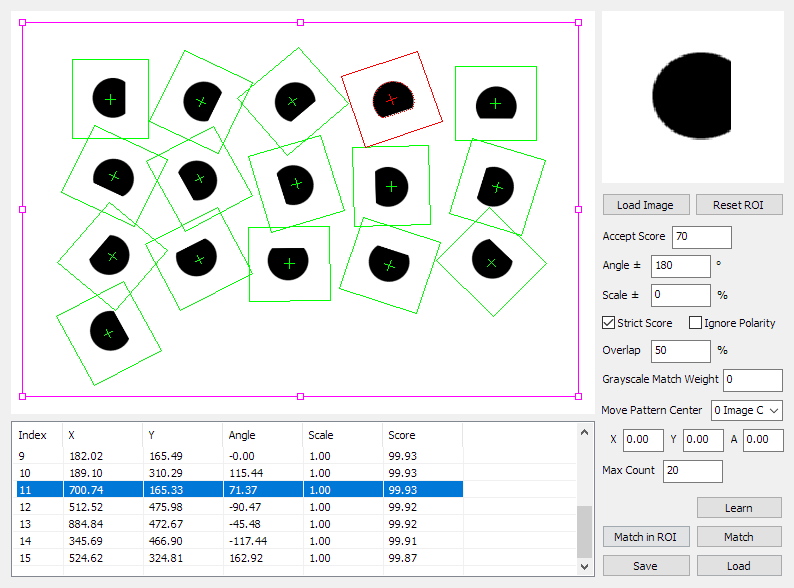 Load Image Reset ROI
Accept Score 70
Angle ± 180 °
Scale ± 0 %
Strict Score Ignore Polarity
Overlap 50 %
Grayscale Match Weight 0
Move Pattern Center 0 Image C
X 0.00 Y 0.00 A 0.00
Max Count 20
Learn
Match in ROI Match
Save Load
Index X Y Angle Scale Score
9 182.02 165.49 -0.00 1.00 99.93
10 189.10 310.29 115.44 1.00 99.93
11 700.74 165.33 71.37 1.00 99.93
12 512.52 475.98 -90.47 1.00 99.92
13 884.84 472.67 -45.48 1.00 99.92
14 345.69 466.90 -117.44 1.00 99.91
15 524.62 324.81 162.92 1.00 99.87